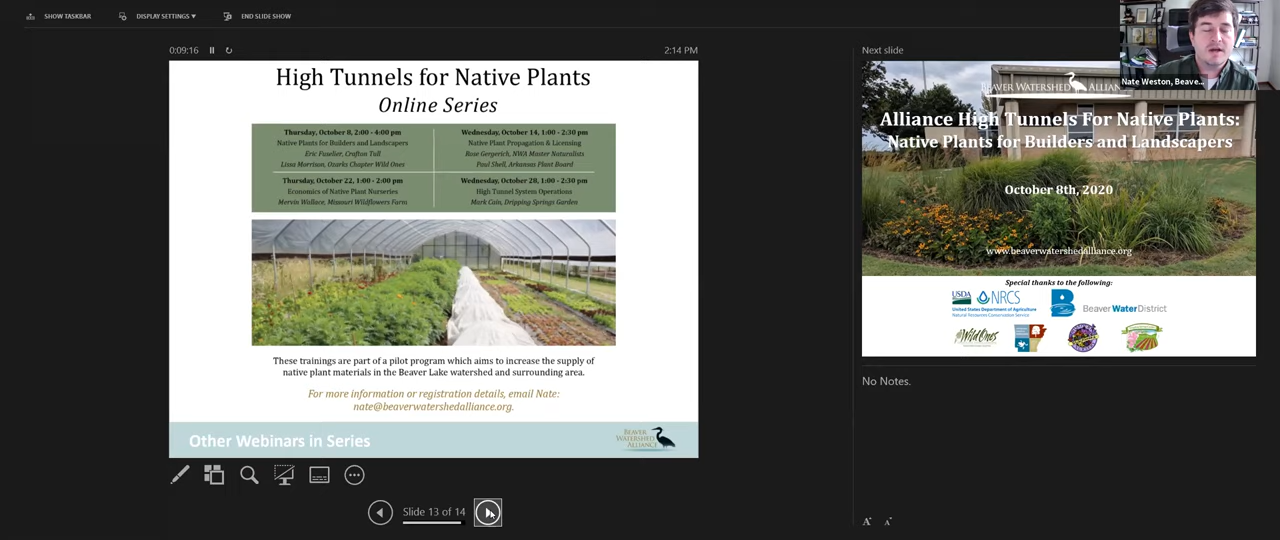 SHOW TASKBAR
DISPLAY SETTINGS ▼
END SLIDE SHOW
0:09:16
2:14 PM
High Tunnels for Native Plants
Online Series
Thursday, October 8, 2:00 - 4:00 pm
Native Plants for Builders and Landscapes
Eric Fuselier, Crafton Tull
Lissa Morrison, Ozarks Chapter Wild Ones
Wednesday, October 14, 1:00 - 2:30 pm
Native Plant Propagation & Licensing
Rose Gergerich, NWA Master Naturalists
Paul Shell, Arkansas Plant Board
Thursday, October 22, 1:00 - 2:00 pm
Economics of Native Plant Nurseries
Mervin Wallace, Missouri Wildflowers Farm
Wednesday, October 28, 1:00 - 2:30 pm
High Tunnel System Operations
Mark Cain, Dripping Springs Garden
These trainings are part of a pilot program which aims to increase the supply of
native plant materials in the Beaver Lake watershed and surrounding area.
For more information or registration details, email Nate:
nate@beaverwatershedalliance.org.
Other Webinars in Series
BEAVER
WATERSHED
ALLIANCE
Slide 13 of 14
Next slide
Nate Weston, Beave...
BEAVER WATERSHED ALLIAN
Alliance High Tunnels For Native Plants:
Native Plants for Builders and Landscapers
October 8th, 2020
www.beaverwatershedalliance.org
Special thanks to the following:
USDA NRCS
United States Department of Agriculture
Natural Resources Conservation Service
Beaver WaterDistrict
Wild Ones
No Notes.
A A